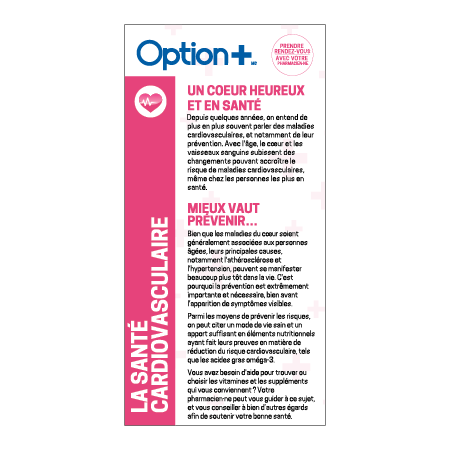 Option+ MD
PRENDRE
RENDEZ-VOUS
AVEC VOTRE
PHARMACIEN·NE
UN COEUR HEUREUX
ET EN SANTÉ
Depuis quelques années, on entend de
plus en plus souvent parler des maladies
cardiovasculaires, et notamment de leur
prévention. Avec l'âge, le cœur et les
vaisseaux sanguins subissent des
changements pouvant accroître le
risque de maladies cardiovasculaires,
même chez les personnes les plus en
santé.
MIEUX VAUT
PRÉVENIR...
Bien que les maladies du cœur soient
généralement associées aux personnes
âgées, leurs principales causes,
notamment l'athérosclérose et
l'hypertension, peuvent se manifester
beaucoup plus tôt dans la vie. C'est
pourquoi la prévention est extrêmement
importante et nécessaire, bien avant
l'apparition de symptômes visibles.
Parmi les moyens de prévenir les risques,
on peut citer un mode de vie sain et un
apport suffisant en éléments nutritionnels
ayant fait leurs preuves en matière de
réduction du risque cardiovasculaire, tels
que les acides gras oméga-3.
Vous avez besoin d'aide pour trouver ou
choisir les vitamines et les suppléments
qui vous conviennent ? Votre
pharmacien·ne peut vous guider à ce sujet,
et vous conseiller à bien d'autres égards
afin de soutenir votre bonne santé.
LA SANTÉ
CARDIOVASCULAIRE